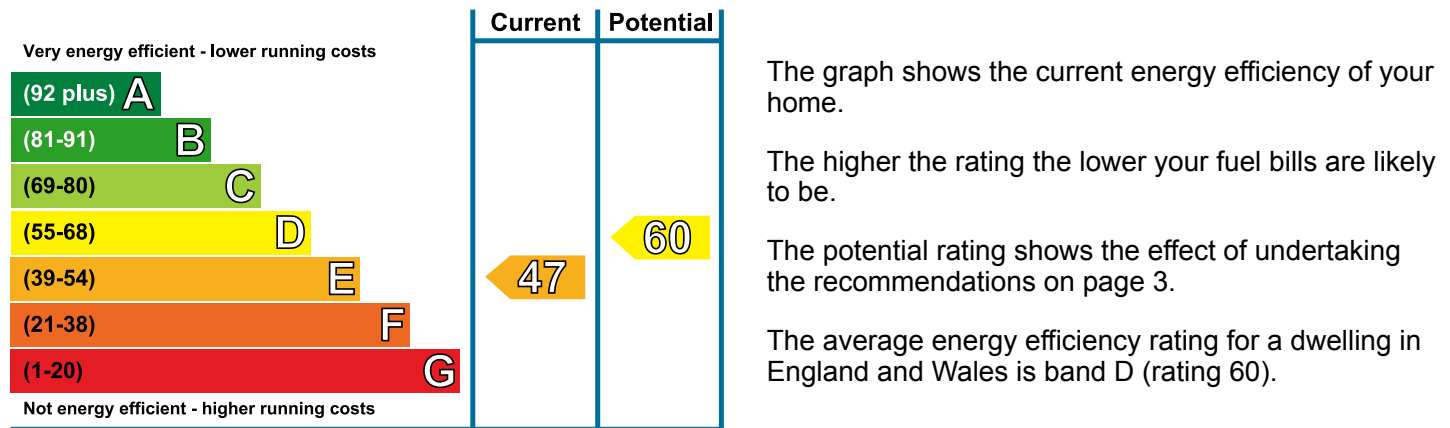 Current Potential
Very energy efficient - lower running costs
(92 plus) A
(81-91) B
(69-80) C
(55-68) D
60
(39-54) E
47
(21-38) F
(1-20) G
Not energy efficient - higher running costs
The graph shows the current energy efficiency of your
home.
The higher the rating the lower your fuel bills are likely
to be.
The potential rating shows the effect of undertaking
the recommendations on page 3.
The average energy efficiency rating for a dwelling in
England and Wales is band D (rating 60).